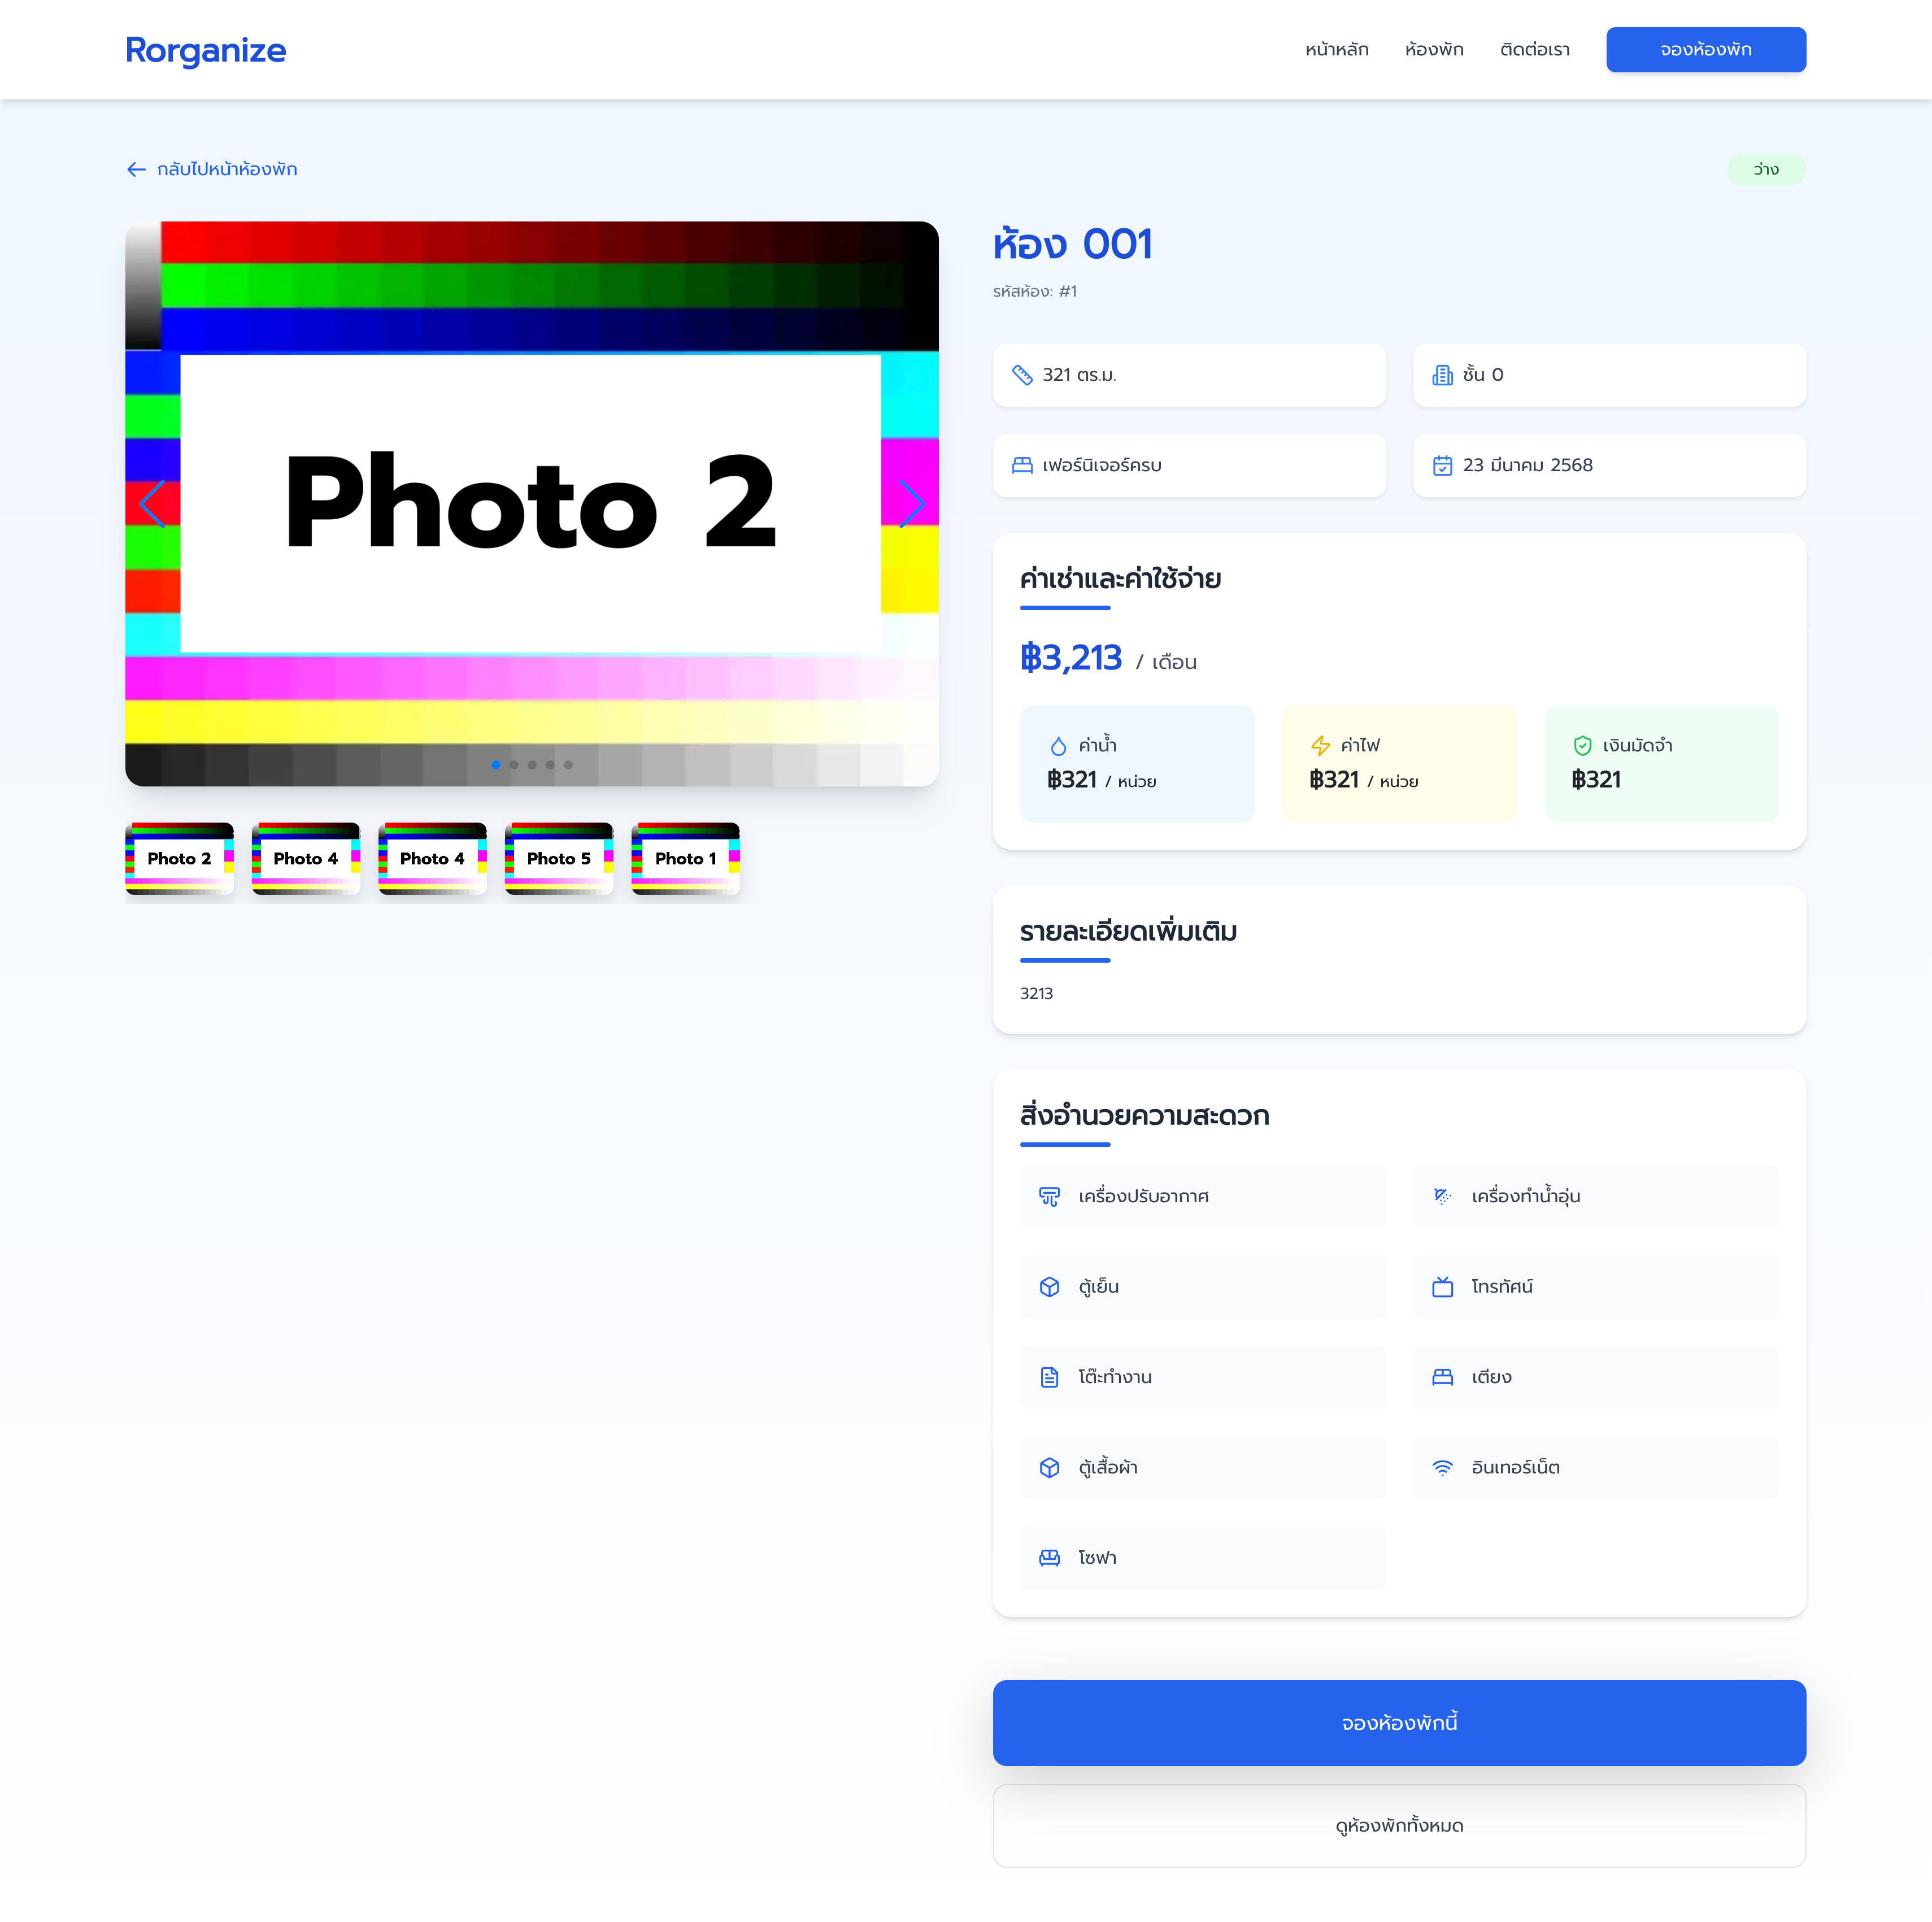 Rorganize
หน้าหลัก
ห้องพัก
ติดต่อเรา
จองห้องพัก
กลับไปหน้าห้องพัก
ว่าง
Photo 2
Photo 2
Photo 4
Photo 4
Photo 5
Photo 1
ห้อง 001
รหัสห้อง: #1
321 ตร.ม.
ชั้น 0
เฟอร์นิเจอร์ครบ
23 มีนาคม 2568
ค่าเช่าและค่าใช้จ่าย
฿3,213 / เดือน
ค่าน้ำ
฿321 / หน่วย
ค่าไฟ
฿321 / หน่วย
เงินมัดจำ
฿321
รายละเอียดเพิ่มเติม
3213
สิ่งอำนวยความสะดวก
เครื่องปรับอากาศ
เครื่องทำน้ำอุ่น
ตู้เย็น
โทรทัศน์
โต๊ะทำงาน
เตียง
ตู้เสื้อผ้า
อินเทอร์เน็ต
โซฟา
จองห้องพักนี้
ดูห้องพักทั้งหมด